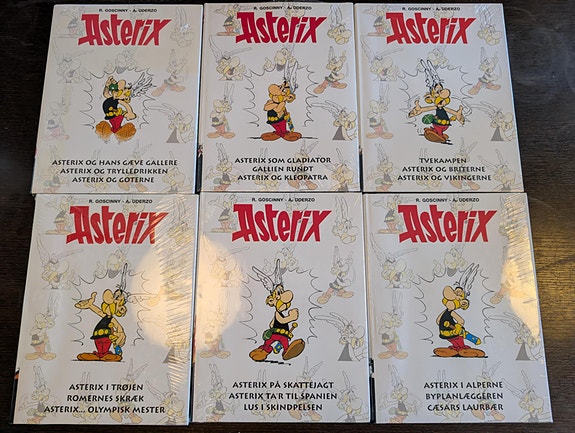 R. GOSCINNY - A. UDERZO
Asterix
ASTERIX OG HANS GÆVE GALLERE
ASTERIX OG TRYLLEDRIKKEN
ASTERIX OG GOTERNE
R. GOSCINNY - A. UDERZO
Asterix
ASTERIX SOM GLADIATOR
GALLIEN RUNDT
ASTERIX OG KLEOPATRA
R. GOSCINNY - A. UDERZO
Asterix
TVEKAMPEN
ASTERIX OG BRITERNE
ASTERIX OG VIKINGERNE
R. GOSCINNY - A. UDERZO
Asterix
ASTERIX I TRØJEN
ROMERNES SKRÆK
ASTERIX... OLYMPISK MESTER
R. GOSCINNY - A. UDERZO
Asterix
ASTERIX PÅ SKATTEJAGT
ASTERIX TA'R TIL SPANIEN
LUS I SKINDPELSEN
R. GOSCINNY - A. UDERZO
Asterix
ASTERIX I ALPERNE
BYPLANLÆGGEREN
CÆSARS LAURBÆR